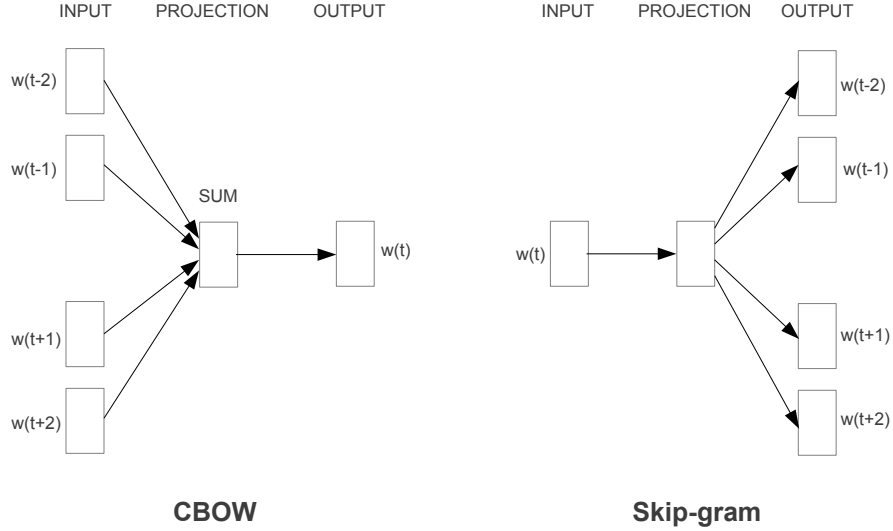 INPUT PROJECTION OUTPUT
w(t-2)
w(t-1)
SUM
w(t)
w(t+1)
w(t+2)
CBOW
INPUT PROJECTION OUTPUT
w(t-2)
w(t-1)
w(t)
w(t+1)
w(t+2)
Skip-gram